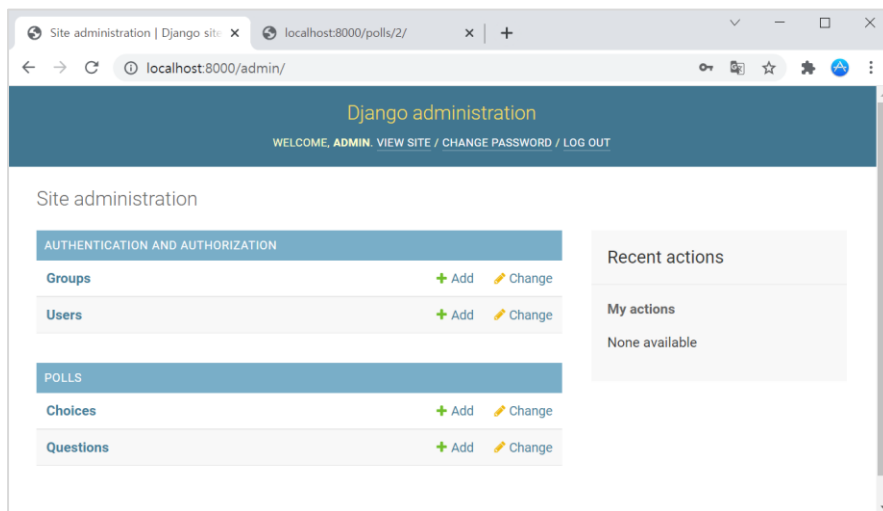 Site administration | Django site
localhost:8000/polls/2/
localhost:8000/admin/
Django administration
WELCOME, ADMIN. VIEW SITE / CHANGE PASSWORD / LOG OUT
Site administration
AUTHENTICATION AND AUTHORIZATION
Groups Add Change
Users Add Change
POLLS
Choices Add Change
Questions Add Change
Recent actions
My actions
None available